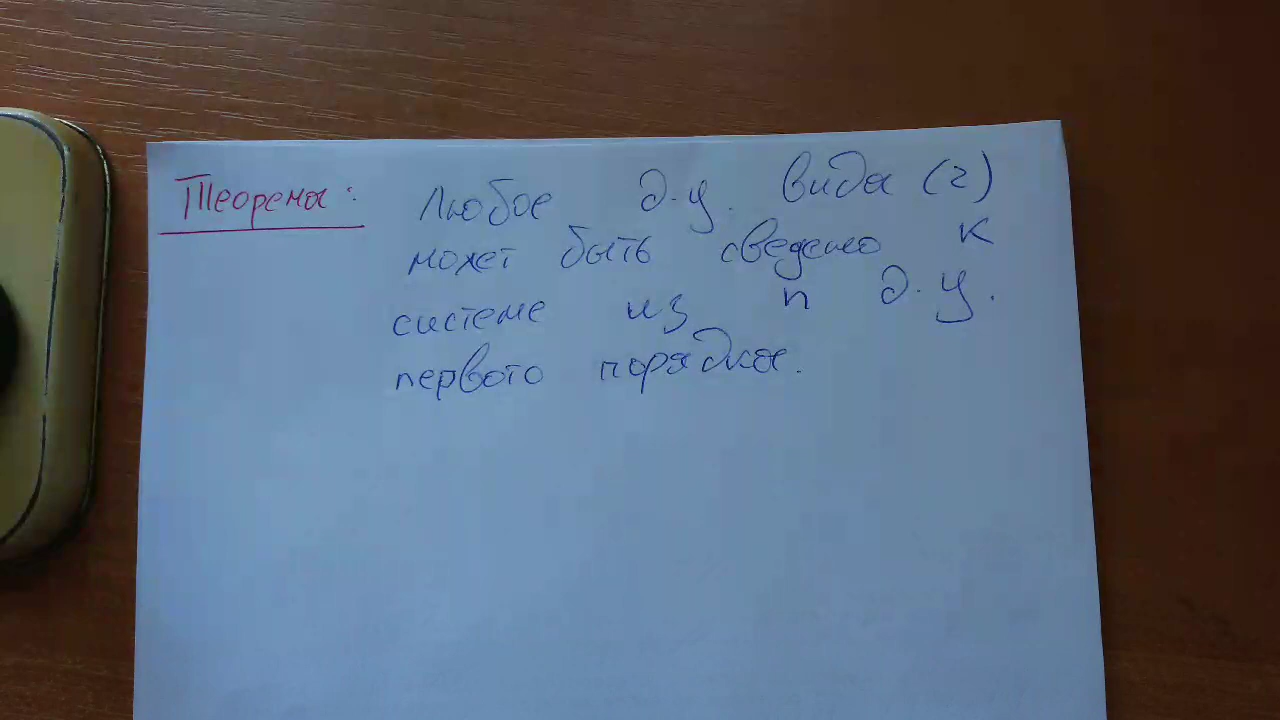 Теорема: Любое д.у. вида (2)
может быть сведено к
системе из n д.у.
первого порядка.